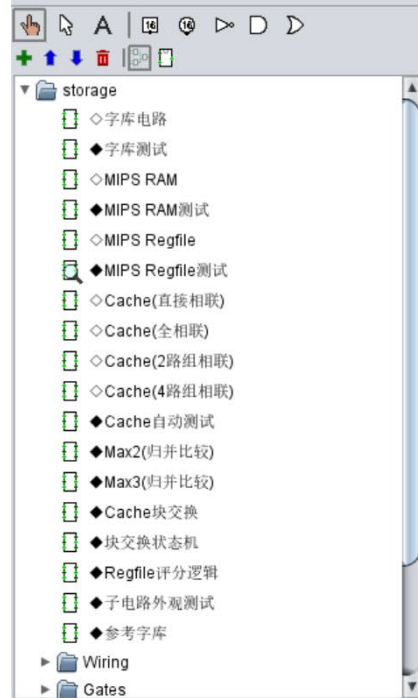 A 16 16
storage
◇字库电路
◆字库测试
◇MIPS RAM
◆MIPS RAM测试
◇MIPS Regfile
◆MIPS Regfile测试
◇Cache(直接相联)
◇Cache(全相联)
◇Cache(2路组相联)
◇Cache(4路组相联)
◆Cache自动测试
◆Max2(归并比较)
◆Max3(归并比较)
◆Cache块交换
◆块交换状态机
◆Regfile评分逻辑
◆子电路外观测试
◆参考字库
Wiring
Gates